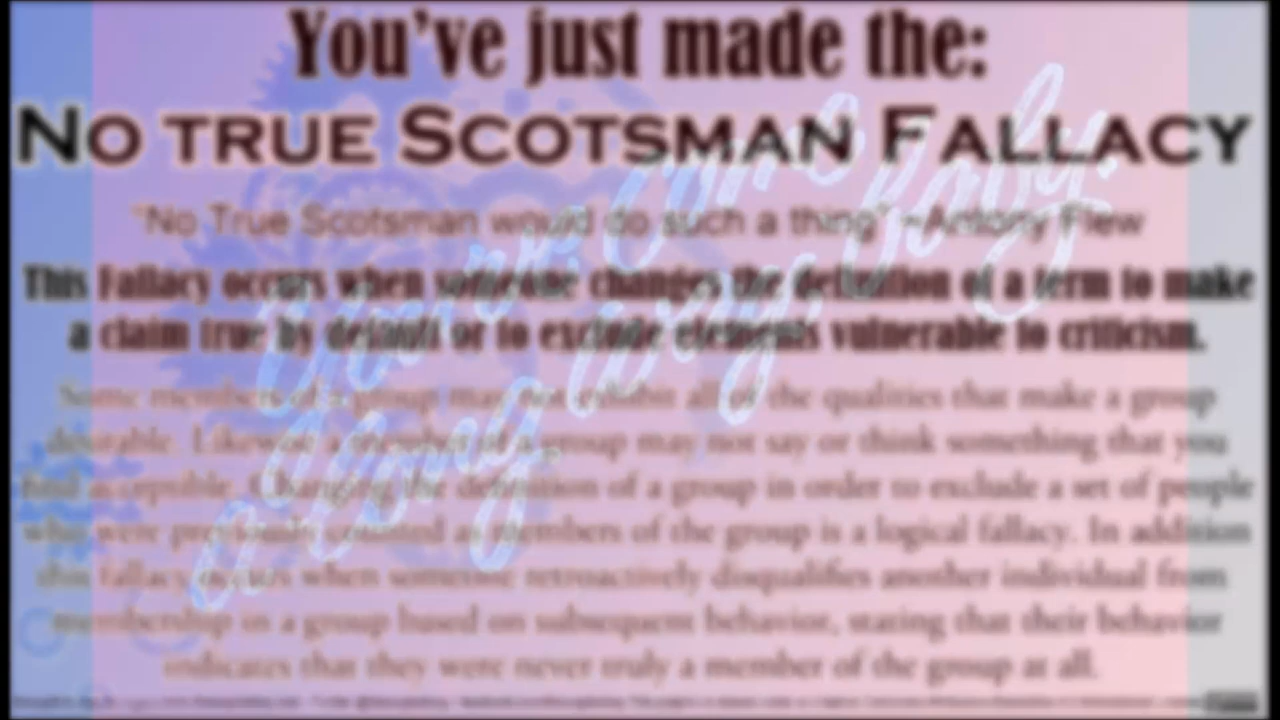 You've just made the:
No true Scotsman Fallacy
"No True Scotsman would do such a thing" ~Antony Flew
This Fallacy occurs when someone changes the definition of a term to make
a claim true by default or to exclude elements vulnerable to criticism.
Some members of a group may not exhibit all of the qualities that make a group
desirable. Likewise a member of a group may not say or think something that you
find acceptable. Changing the definition of a group in order to exclude a set of people
who were previously counted as members of the group is a logical fallacy. In addition
this fallacy occurs when someone retroactively disqualifies another individual from
membership in a group based on subsequent behavior, stating that their behavior
indicates that they were never truly a member of the group at all.
You've come
a long way, baby.